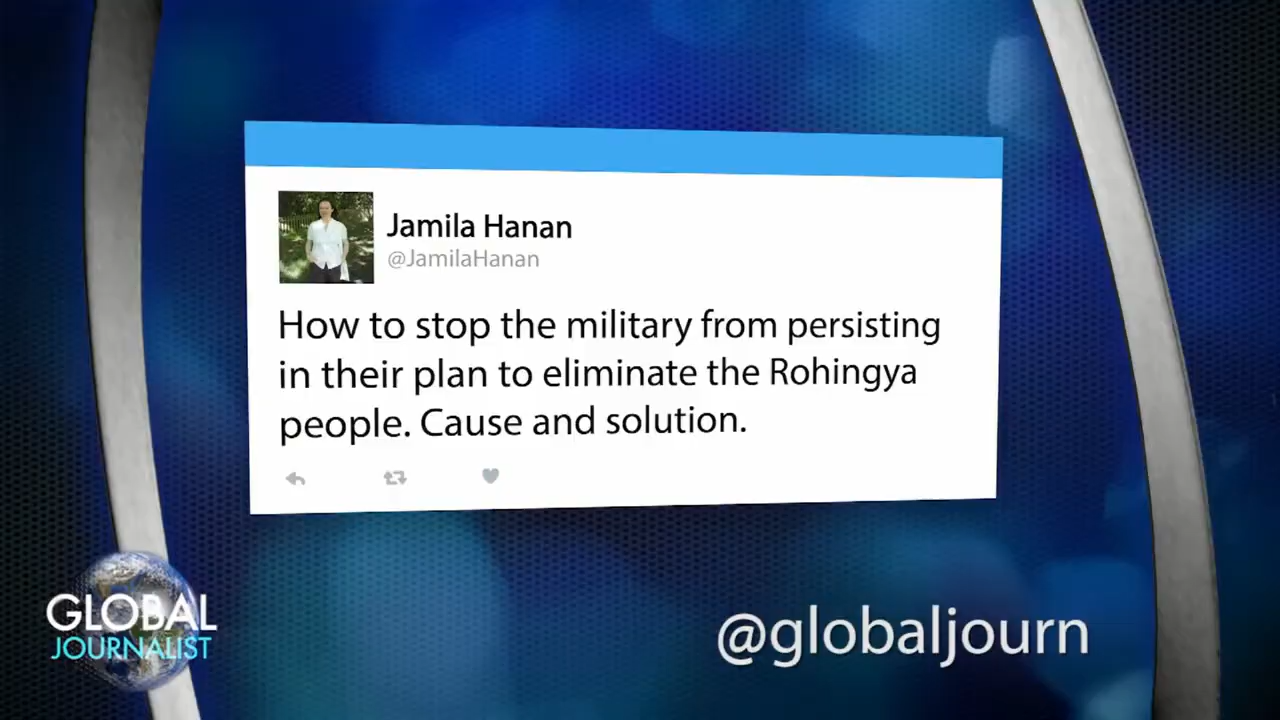 Jamila Hanan
@JamilaHanan
How to stop the military from persisting
in their plan to eliminate the Rohingya
people. Cause and solution.
GLOBAL
JOURNALIST
@globaljourn